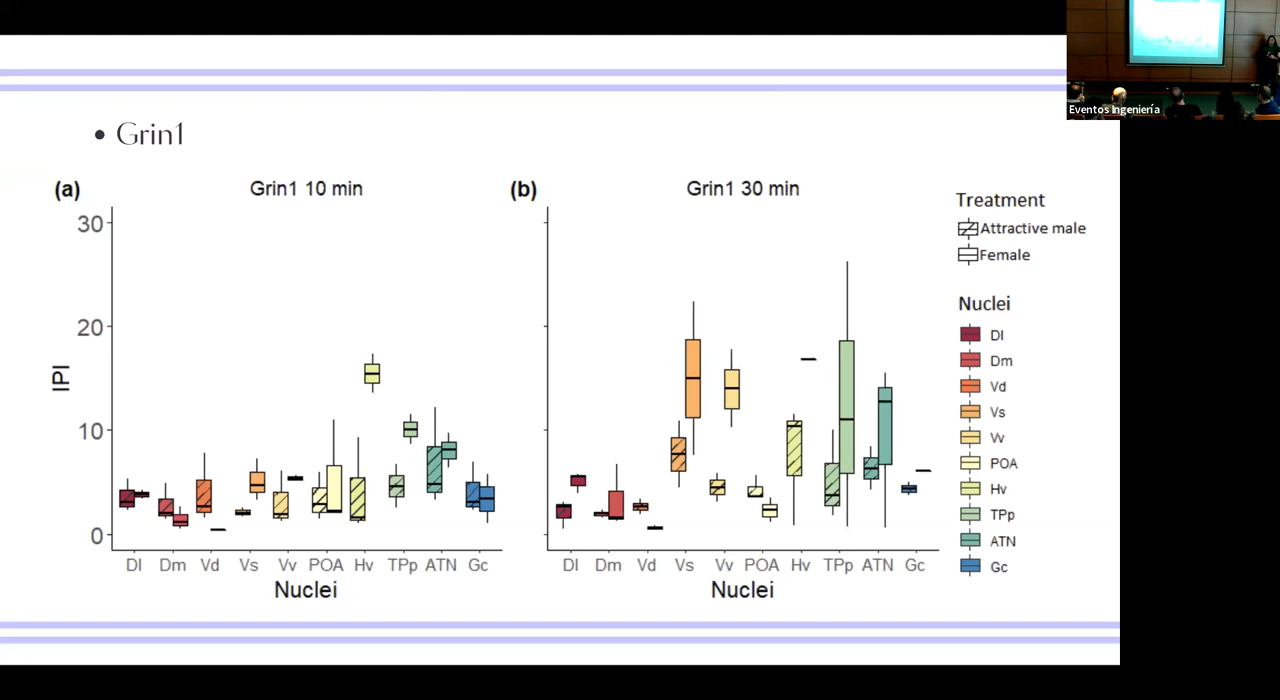 Eventos Ingeniería
• Grin1
(a)
Grin1 10 min
IPI
30
20
10
0
Dl Dm Vd Vs Vv POA Hv TPp ATN Gc
Nuclei
(b)
Grin1 30 min
Dl Dm Vd Vs Vv POA Hv TPp ATN Gc
Nuclei
Treatment
Attractive male
Female
Nuclei
Dl
Dm
Vd
Vs
Vv
POA
Hv
TPp
ATN
Gc